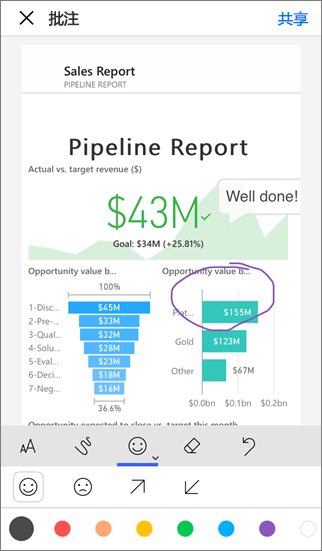 批注
共享
Sales Report
PIPELINE REPORT
Pipeline Report
Actual vs. target revenue ($)
Well done!
$43M
Goal: $34M (+25.81%)
Opportunity value b...
Opportunity value b...
100%
1-Disc... $45M
2-Pre-... $33M
3-Qual... $32M
4-Solu... $28M
5-Eval... $23M
6-Deci... $18M
7-Neg... $16M
36.6%
Plat... $155M
Gold $123M
Other $67M
$0.0bn $0.1bn $0.2bn
Opportunity expected to close vs. target this month
AA